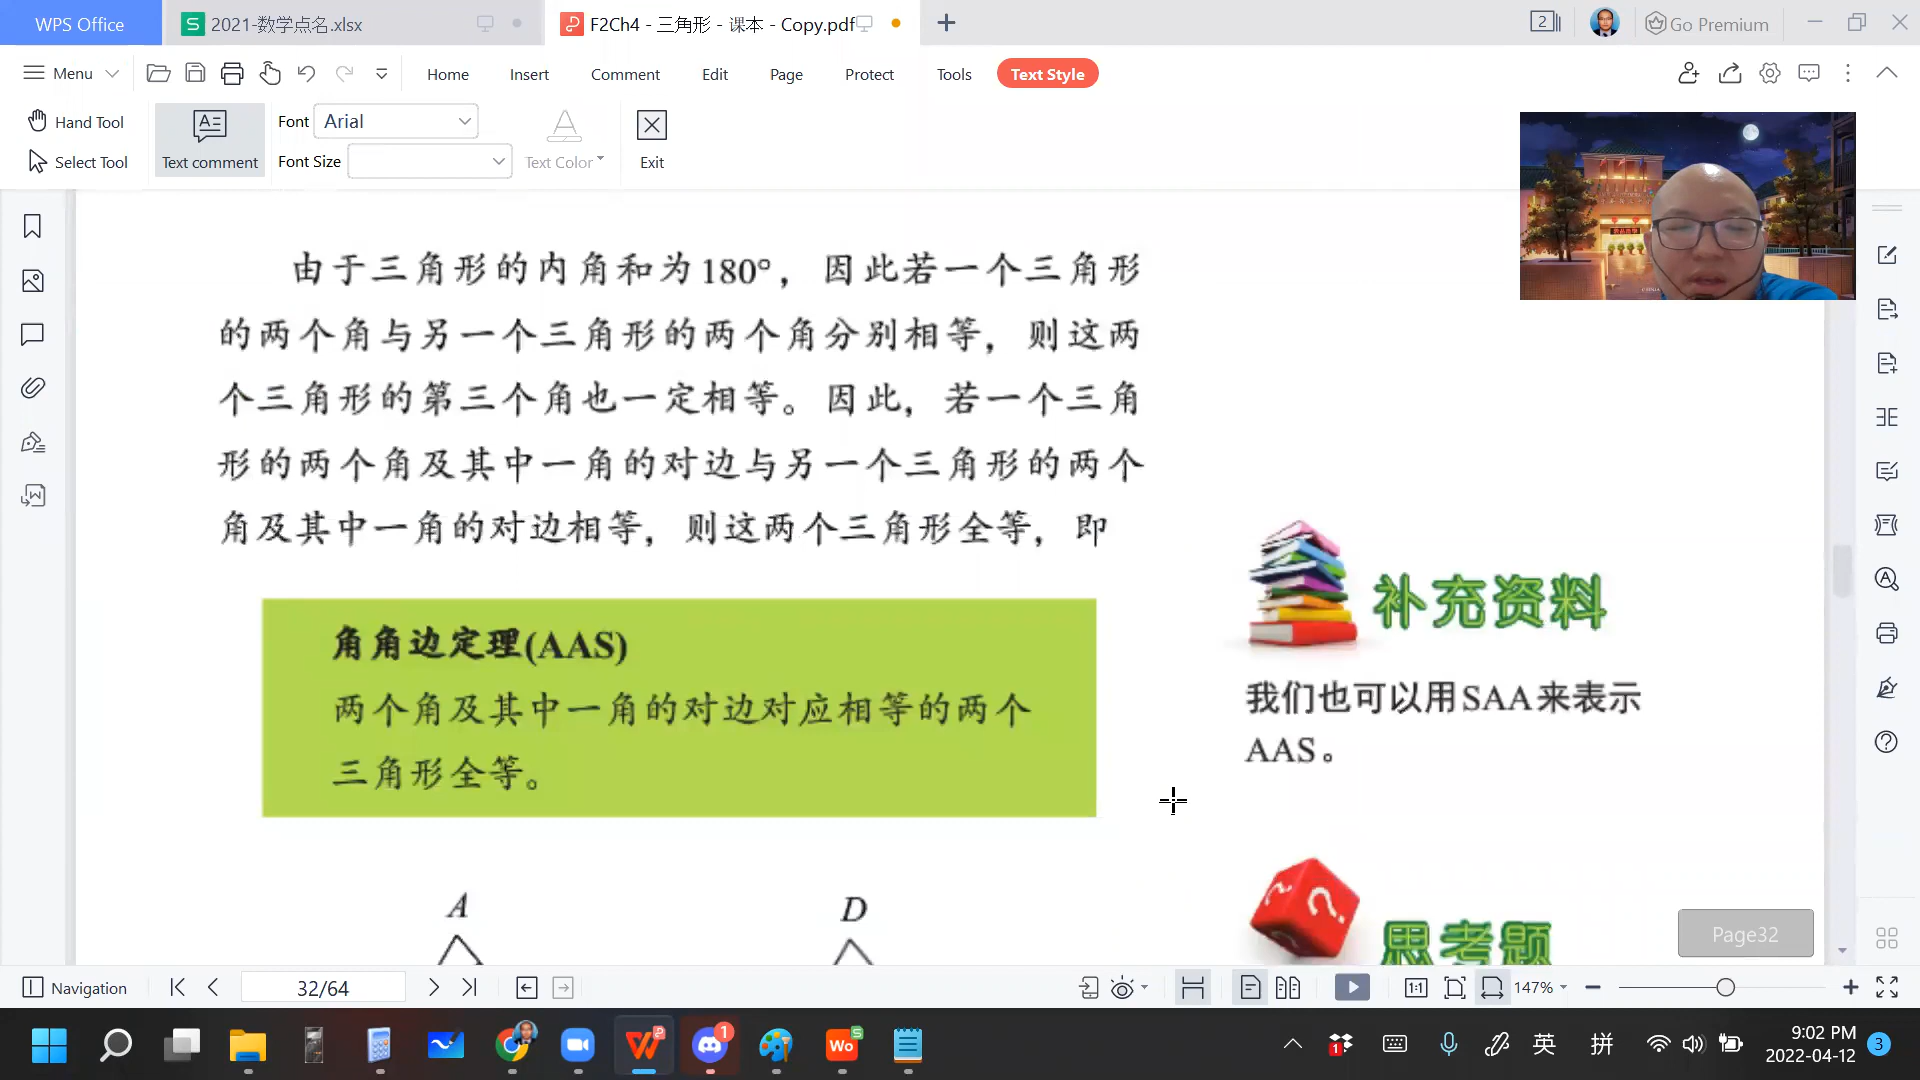 WPS Office
2021-数学点名.xlsx
F2Ch4 - 三角形 - 课本 - Copy.pdf
2
Go Premium
Menu
Home
Insert
Comment
Edit
Page
Protect
Tools
Text Style
Hand Tool
Select Tool
Text comment
Font
Arial
Font Size
Text Color
Exit
由于三角形的内角和为180°，因此若一个三角形
的两个角与另一个三角形的两个角分别相等，则这两
个三角形的第三个角也一定相等。因此，若一个三角
形的两个角及其中一角的对边与另一个三角形的两个
角及其中一角的对边相等，则这两个三角形全等，即
角角边定理(AAS)
两个角及其中一角的对边对应相等的两个
三角形全等。
补充资料
我们也可以用SAA来表示
AAS。
A
D
思考题
Page32
Navigation
32/64
1:1
147%
1
Wo
1
英
拼
9:02 PM
2022-04-12
3